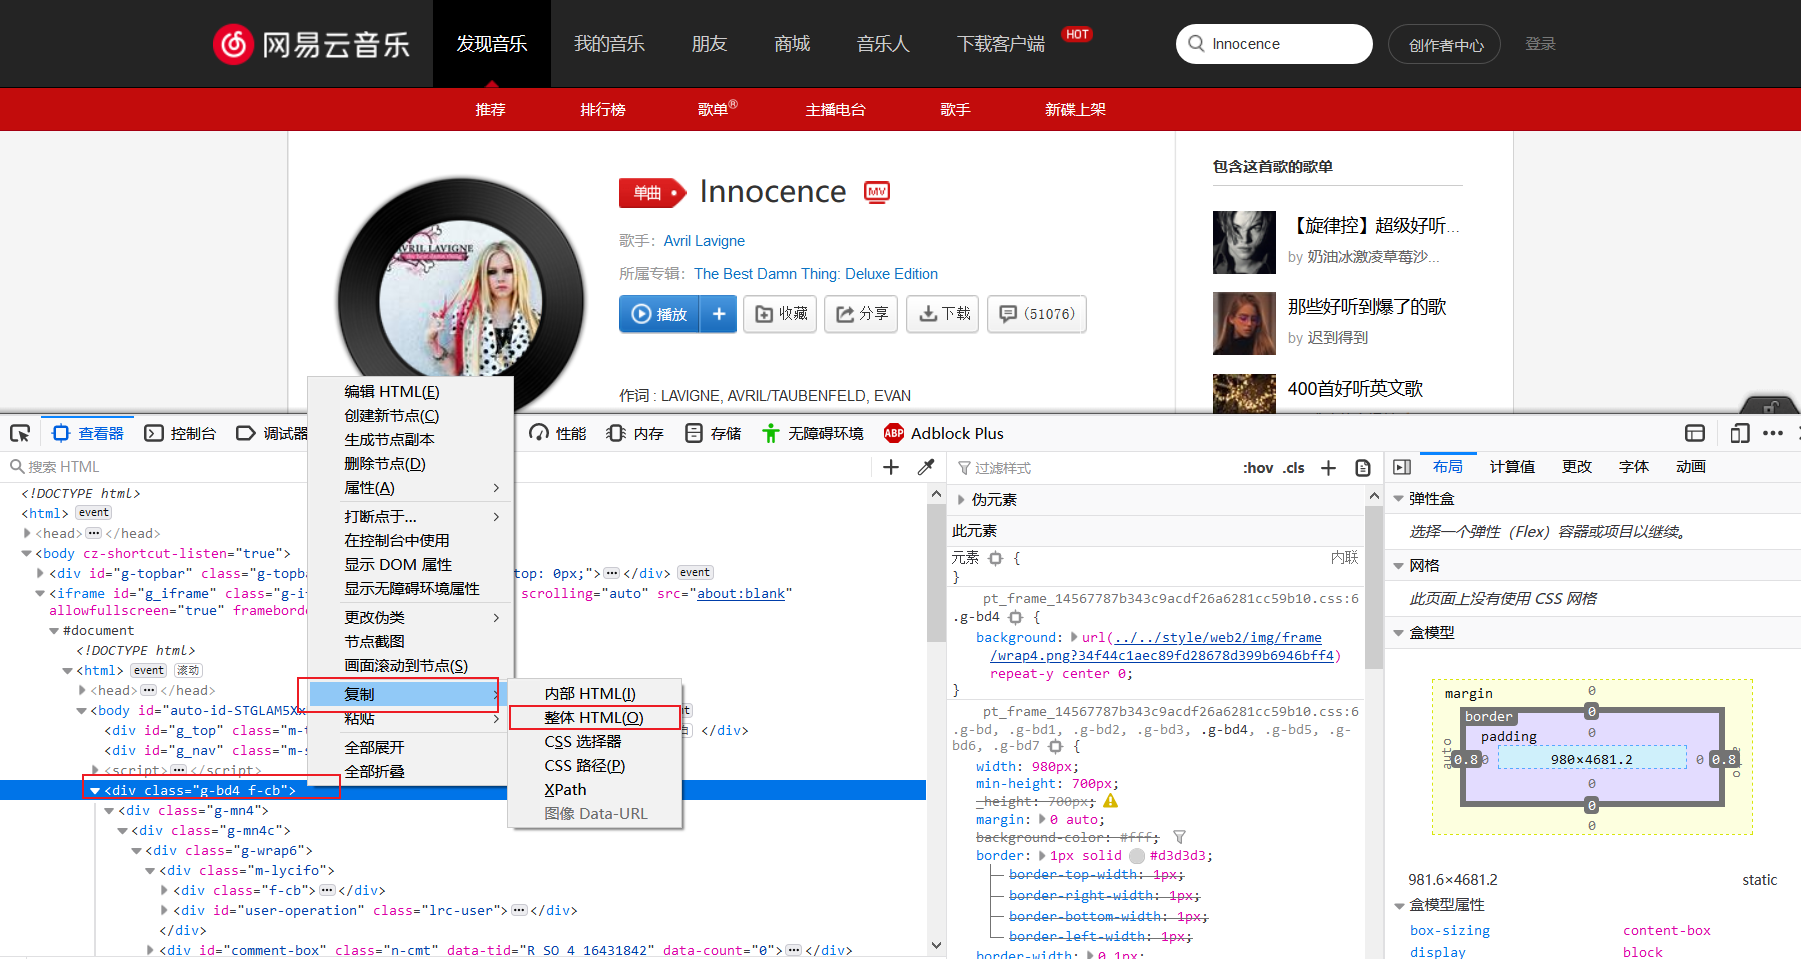 网易云音乐
发现音乐 我的音乐 朋友 商城 音乐人 下载客户端 HOT
Innocence
创作者中心 登录
推荐 排行榜 歌单® 主播电台 歌手 新碟上架
AVRIL LAVIGNE
the best damn thing
单曲 Innocence MV
歌手: Avril Lavigne
所属专辑: The Best Damn Thing: Deluxe Edition
播放 + 收藏 分享 下载 (51076)
作词 : LAVIGNE, AVRIL/TAUBENFELD, EVAN
包含这首歌的歌单
【旋律控】超级好听...
by 奶油冰激凌草莓沙...
那些好听到爆了的歌
by 迟到得到
400首好听英文歌
查看器 控制台 调试器 性能 内存 存储 无障碍环境 ABP Adblock Plus
搜索 HTML
<!DOCTYPE html>
<html> event
<head> ••• </head>
<body cz-shortcut-listen="true">
<div id="g-topbar" class="g-topba top: 0px;"> ••• </div> event
<iframe id="g_iframe" class="g-i scrolling="auto" src="about:blank"
allowfullscreen="true" frameborde
#document
<!DOCTYPE html>
<html> event 滚动
<head> ••• </head>
<body id="auto-id-STGLAM5Xx nt
<div id="g_top" class="m-t </div>
<div id="g_nav" class="m-s
<script> ••• </script>
<div class="g-bd4 f-cb">
<div class="g-mn4">
<div class="g-mn4c">
<div class="g-wrap6">
<div class="m-lycifo">
<div class="f-cb"> ••• </div>
<div id="user-operation" class="lrc-user"> ••• </div>
</div>
<div id="comment-box" class="n-cmt" data-tid="R_SO_4_16431842" data-count="0"> ••• </div>
编辑 HTML(E)
创建新节点(C)
生成节点副本
删除节点(D)
属性(A)
打断点于...
在控制台中使用
显示 DOM 属性
显示无障碍环境属性
更改伪类
节点截图
画面滚动到节点(S)
复制
粘贴
全部展开
全部折叠
内部 HTML(I)
整体 HTML(O)
CSS 选择器
CSS 路径(P)
XPath
图像 Data-URL
过滤样式 :hov .cls +
伪元素
此元素
元素 { 内联
}
pt_frame_14567787b343c9acdf26a6281cc59b10.css:6
.g-bd4 {
background: url(../../style/web2/img/frame
/wrap4.png?34f44c1aec89fd28678d399b6946bff4)
repeat-y center 0;
}
pt_frame_14567787b343c9acdf26a6281cc59b10.css:6
.g-bd, .g-bd1, .g-bd2, .g-bd3, .g-bd4, .g-bd5, .g-
bd6, .g-bd7 {
width: 980px;
min-height: 700px;
_height: 700px;
margin: 0 auto;
background-color: #fff;
border: 1px solid #d3d3d3;
border-top-width: 1px;
border-right-width: 1px;
border-bottom-width: 1px;
border-left-width: 1px;
border-width: 0 1px;
布局 计算值 更改 字体 动画
弹性盒
选择一个弹性（Flex）容器或项目以继续。
网格
此页面上没有使用 CSS 网格
盒模型
margin 0
border 0
padding 0
auto 0.8 0 980×4681.2 0 0.8
0
0
0
981.6×4681.2 static
盒模型属性
box-sizing content-box
display block